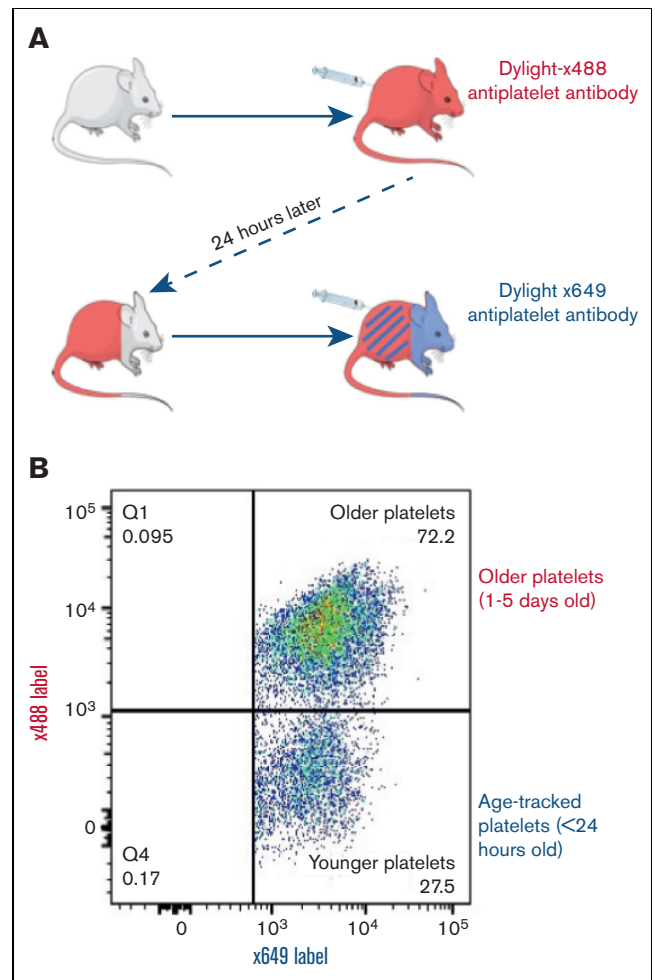 A
Dylight-x488
antiplatelet antibody
24 hours later
Dylight x649
antiplatelet antibody
B
10⁵
Q1
0.095
Older platelets
72.2
10⁴
Older platelets
(1-5 days old)
x488 label
10³
0
Age-tracked
platelets (<24
hours old)
Q4
0.17
Younger platelets
27.5
0
10³
10⁴
10⁵
x649 label